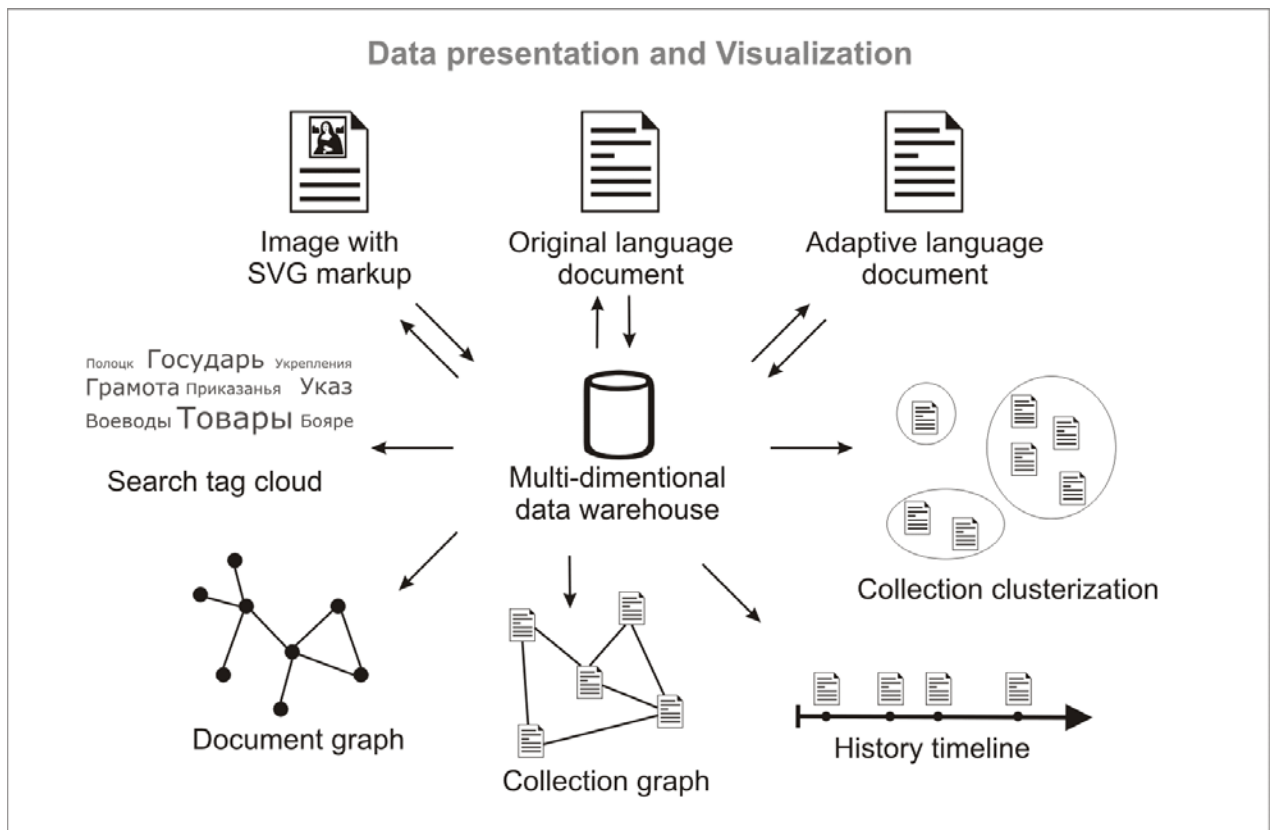 Data presentation and Visualization
Image with
SVG markup
Original language
document
Adaptive language
document
Полоцк Государь Укрепления
Грамота Приказанья Указ
Воеводы Товары Бояре
Search tag cloud
Multi-dimentional
data warehouse
Collection clusterization
Document graph
Collection graph
History timeline